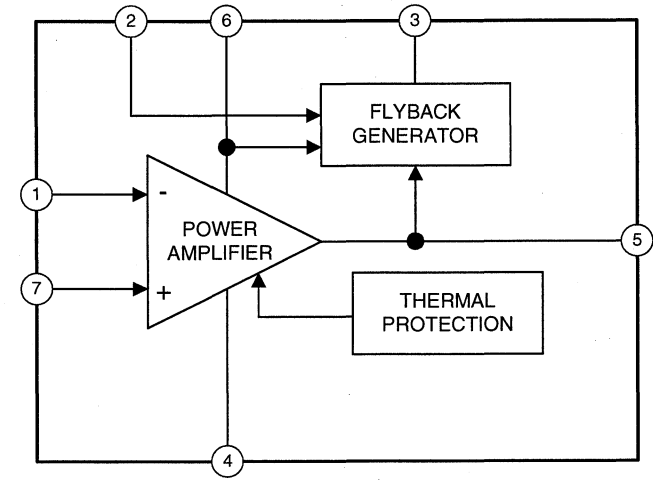 2
6
3
FLYBACK
GENERATOR
1
-
POWER
AMPLIFIER
5
7
+
THERMAL
PROTECTION
4